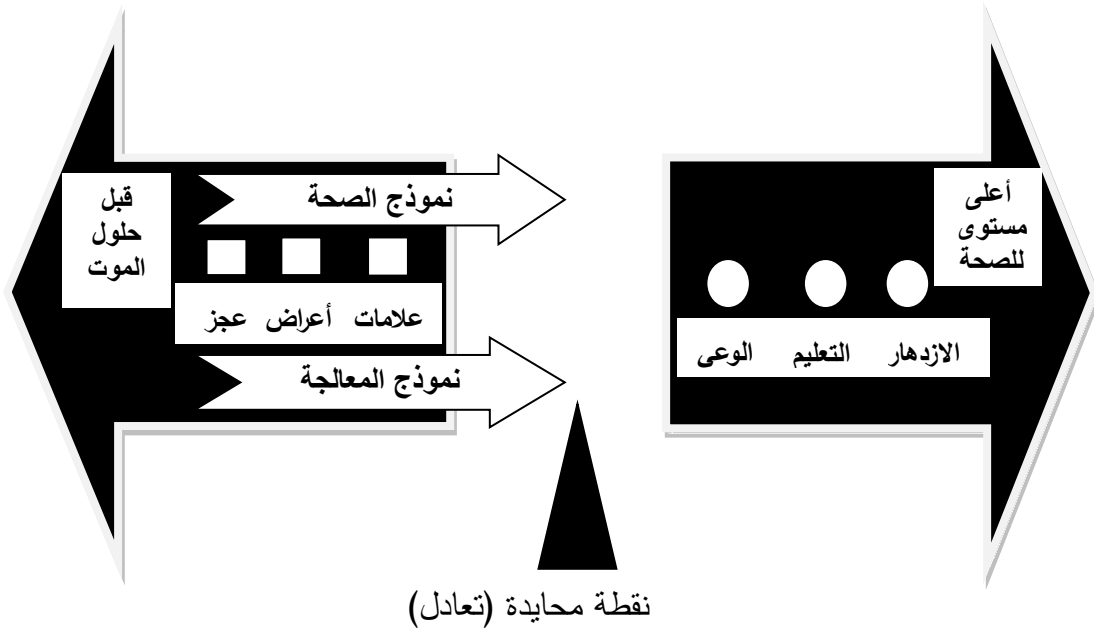 أعلى
مستوى
للصحة
نموذج الصحة
قبل
حلول
الموت
الازدهار التعليم الوعى
علامات أعراض عجز
نموذج المعالجة
نقطة محايدة (تعادل)